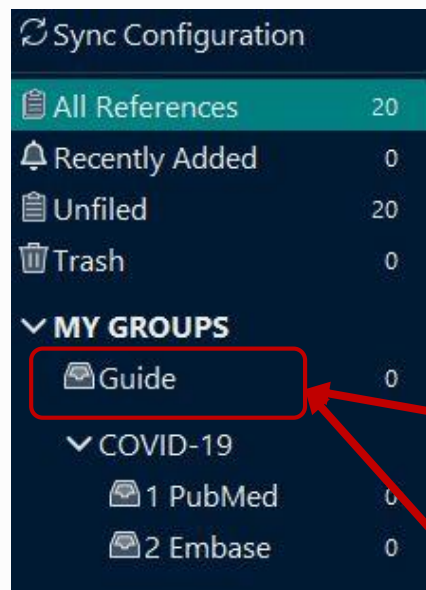 Sync Configuration
All References 20
Recently Added 0
Unfiled 20
Trash 0
MY GROUPS
Guide 0
COVID-19
1 PubMed 0
2 Embase 0